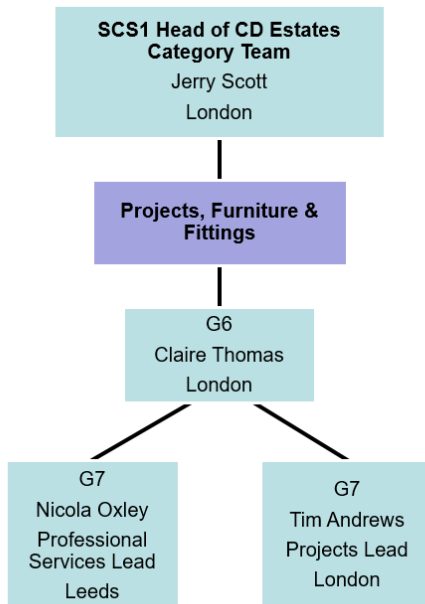 SCS1 Head of CD Estates
Category Team
Jerry Scott
London
Projects, Furniture &
Fittings
G6
Claire Thomas
London
G7
Nicola Oxley
Professional
Services Lead
Leeds
G7
Tim Andrews
Projects Lead
London